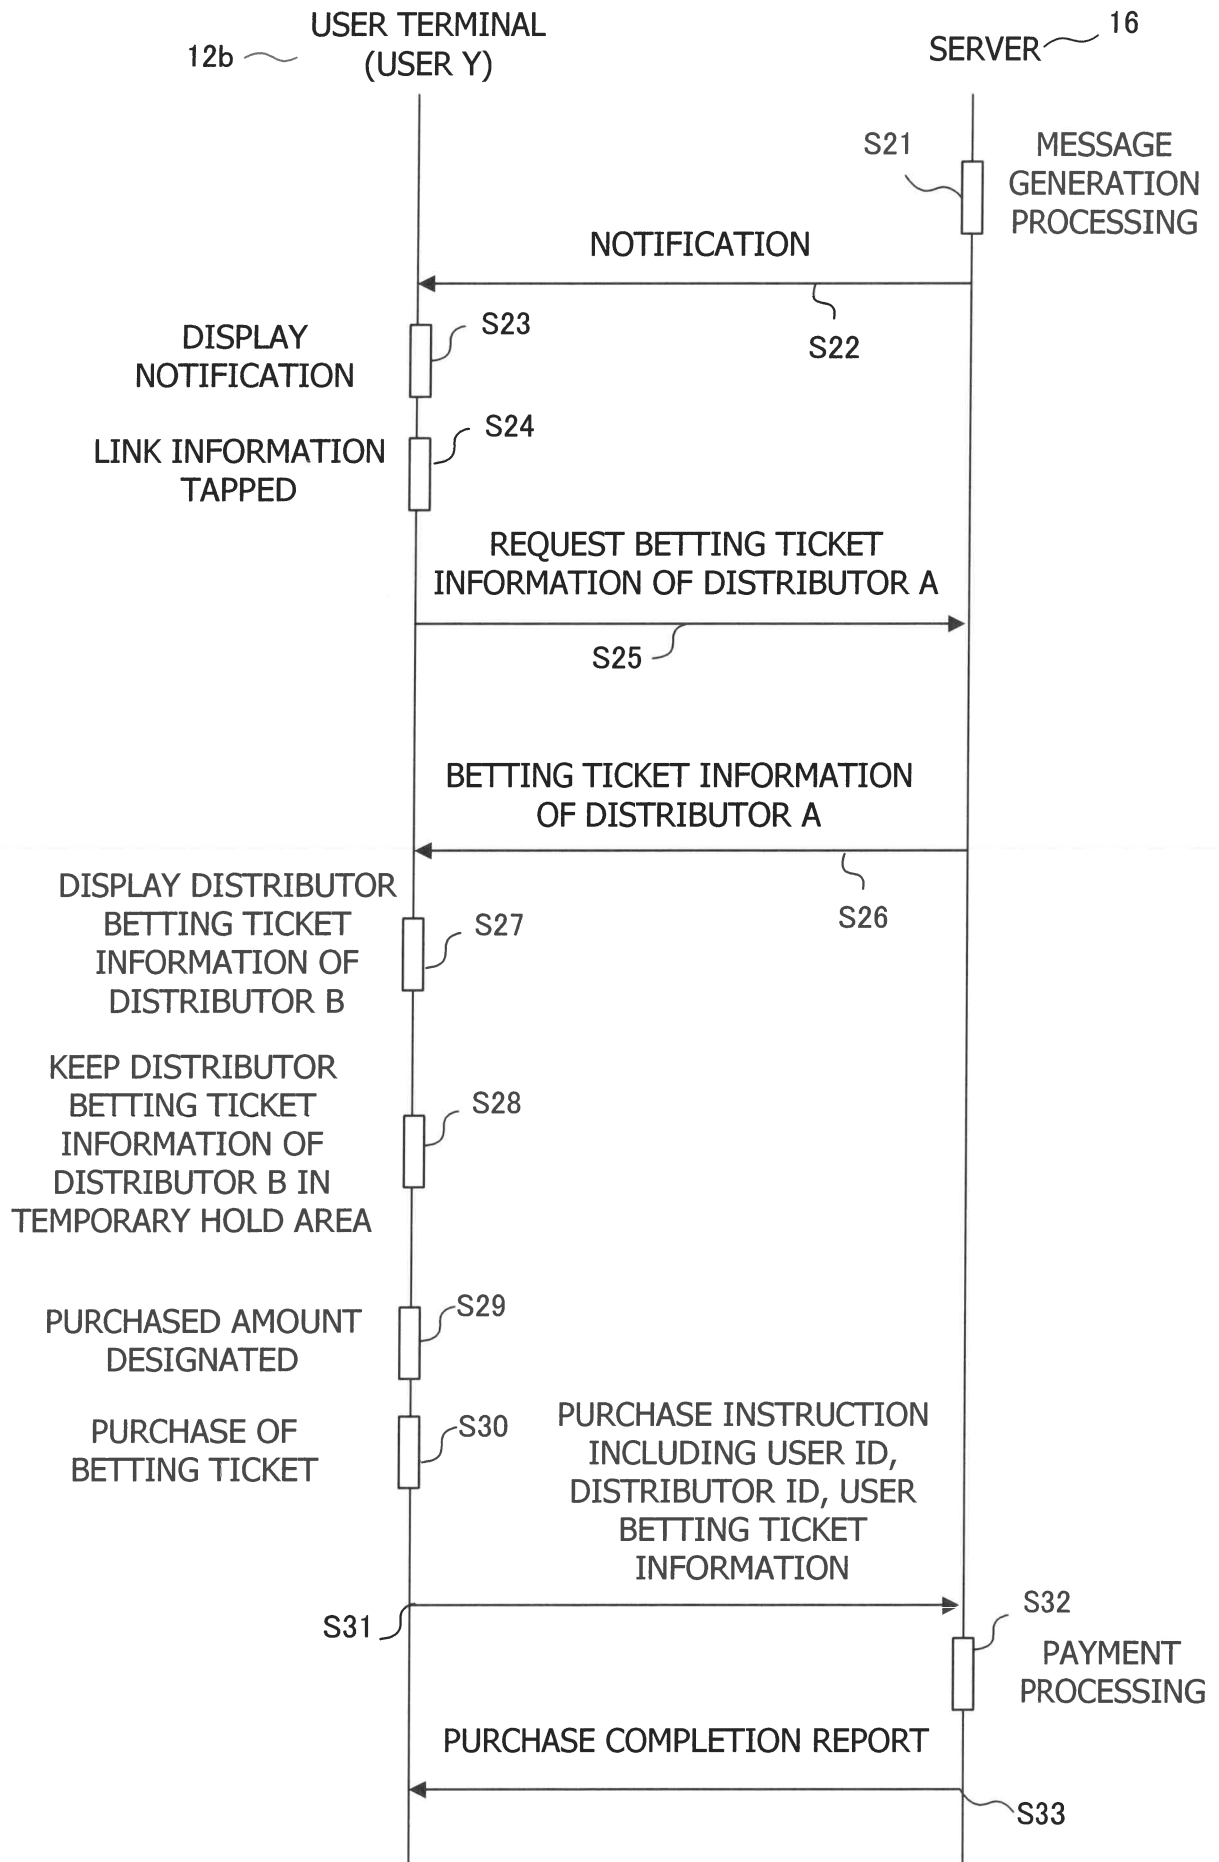 USER TERMINAL
(USER Y)
12b
SERVER
16
S21
MESSAGE
GENERATION
PROCESSING
NOTIFICATION
S22
DISPLAY
NOTIFICATION
S23
LINK INFORMATION
TAPPED
S24
REQUEST BETTING TICKET
INFORMATION OF DISTRIBUTOR A
S25
BETTING TICKET INFORMATION
OF DISTRIBUTOR A
S26
DISPLAY DISTRIBUTOR
BETTING TICKET
INFORMATION OF
DISTRIBUTOR B
S27
KEEP DISTRIBUTOR
BETTING TICKET
INFORMATION OF
DISTRIBUTOR B IN
TEMPORARY HOLD AREA
S28
PURCHASED AMOUNT
DESIGNATED
S29
PURCHASE OF
BETTING TICKET
S30
PURCHASE INSTRUCTION
INCLUDING USER ID,
DISTRIBUTOR ID, USER
BETTING TICKET
INFORMATION
S31
S32
PAYMENT
PROCESSING
PURCHASE COMPLETION REPORT
S33